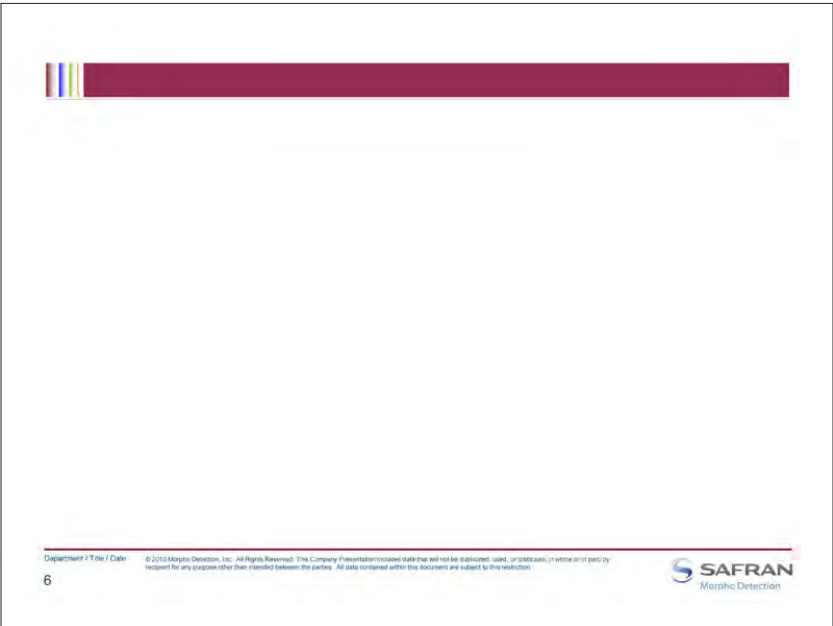 Department / Title / Date
© 2010 Morpho Detection, Inc. All Rights Reserved. This Company Presentation includes data that will not be duplicated, used, or disclosed, in whole or in part, by
recipient for any purpose other than intended between the parties. All data contained within this document are subject to this restriction
6
SAFRAN
Morpho Detection